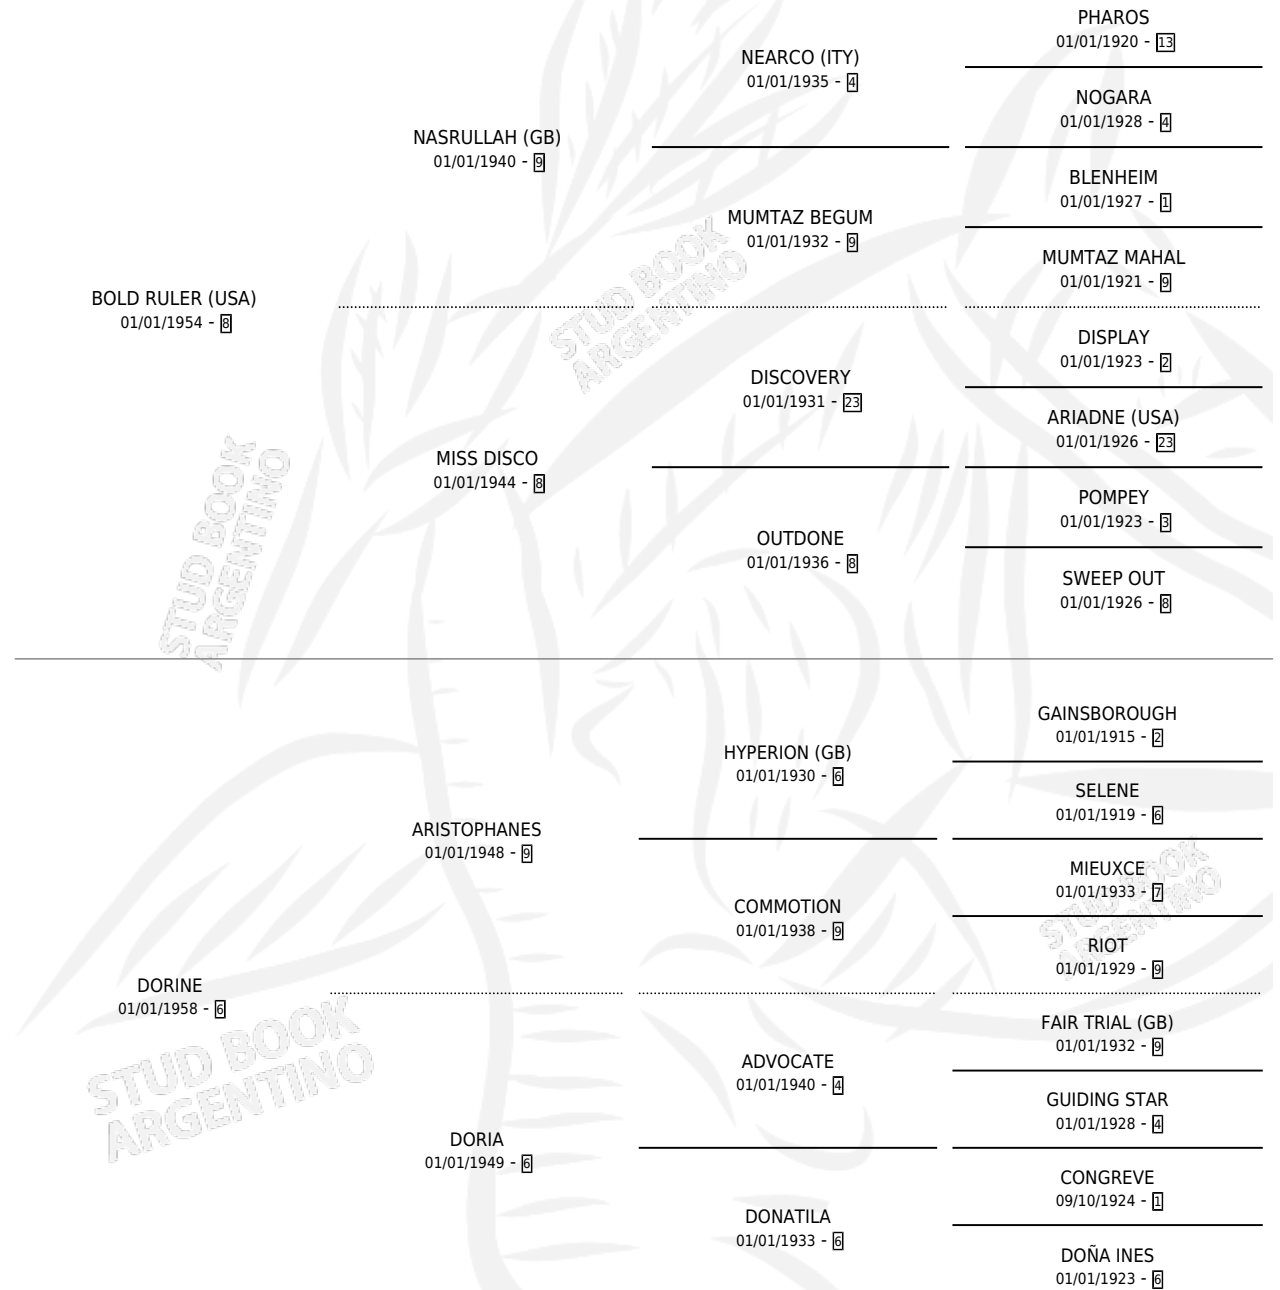 PHAROS
01/01/1920 - 13
NEARCO (ITY)
01/01/1935 - 4
NOGARA
01/01/1928 - 4
NASRULLAH (GB)
01/01/1940 - 9
BLENHEIM
01/01/1927 - 1
MUMTAZ BEGUM
01/01/1932 - 9
MUMTAZ MAHAL
01/01/1921 - 9
BOLD RULER (USA)
01/01/1954 - 8
STUD BOOK
ARGENTINO
DISPLAY
01/01/1923 - 2
DISCOVERY
01/01/1931 - 23
ARIADNE (USA)
01/01/1926 - 23
MISS DISCO
01/01/1944 - 8
POMPEY
01/01/1923 - 3
OUTDONE
01/01/1936 - 8
SWEEP OUT
01/01/1926 - 8
STUD BOOK
ARGENTINO
GAINSBOROUGH
01/01/1915 - 2
HYPERION (GB)
01/01/1930 - 6
SELENE
01/01/1919 - 6
ARISTOPHANES
01/01/1948 - 9
MIEUXCE
01/01/1933 - 7
COMMOTION
01/01/1938 - 9
RIOT
01/01/1929 - 9
STUD BOOK
ARGENTINO
DORINE
01/01/1958 - 6
FAIR TRIAL (GB)
01/01/1932 - 9
ADVOCATE
01/01/1940 - 4
GUIDING STAR
01/01/1928 - 4
STUD BOOK
ARGENTINO
DORIA
01/01/1949 - 6
CONGREVE
09/10/1924 - 1
DONATILA
01/01/1933 - 6
DOÑA INES
01/01/1923 - 6